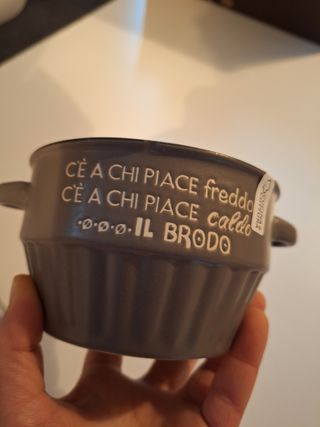 C'È A CHI PIACE freddo
C'È A CHI PIACE caldo
·ø·ø·ø. IL BRODO